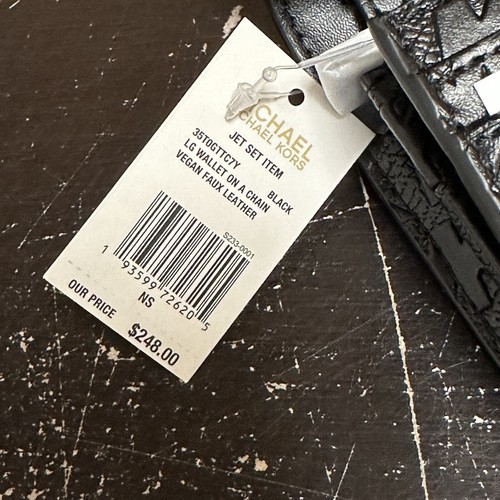 MICHAEL
MICHAEL KORS
JET SET ITEM
35T0GTTC7Y BLACK
LG WALLET ON A CHAIN
VEGAN FAUX LEATHER
S233-0001
1 93599 72620 5
NS
OUR PRICE $248.00